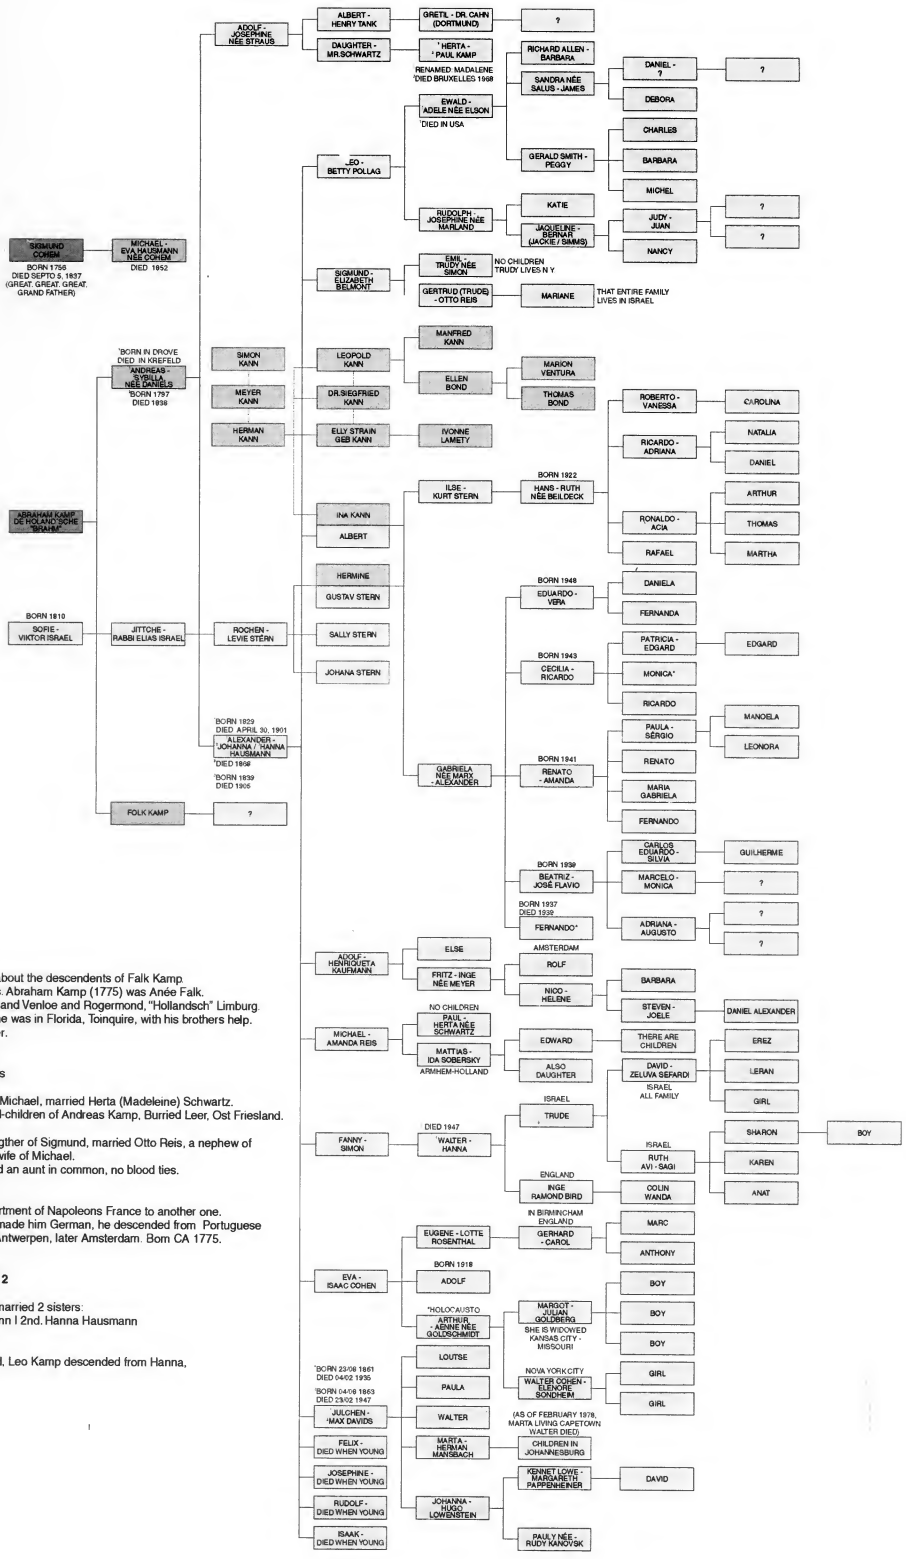 ADOLF -
JOSEPHINE
NÉE STRAUS
ALBERT -
HENRY TANK
GRETIL - DR. CAHN
(DORTMUND)
?
DAUGHTER -
MR.SCHWARTZ
'HERTA -
'PAUL KAMP
RENAMED: MADALENE
'DIED BRUXELLES 1968
EWALD -
'ADELE NÉE ELSON
'DIED IN USA
RICHARD ALLEN -
BARBARA
SANDRA NÉE
SALUS - JAMES
DANIEL -
?
?
DEBORA
GERALD SMITH -
PEGGY
CHARLES
BARBARA
MICHEL
LEO -
BETTY POLLAG
RUDOLPH -
JOSEPHINE NÉE
MARLAND
KATIE
JAQUELINE -
BERNAR
(JACKIE / SIMMS)
JUDY -
JUAN
?
?
NANCY
SIGMUND
COHEM
BORN 1756
DIED SEPTO 5, 1837
(GREAT. GREAT. GREAT.
GRAND FATHER)
MICHAEL -
EVA HAUSMANN
NÉE COHEM
DIED 1852
SIGMUND -
ELIZABETH
BELMONT
EMIL -
TRUDY NÉE
SIMON
NO CHILDREN
TRUDY LIVES N Y
GERTRUD (TRUDE)
- OTTO REIS
MARIANE
THAT ENTIRE FAMILY
LIVES IN ISRAEL
'BORN IN DROVE
DIED IN KREFELD
'ANDREAS -
'SYBILLA
NÉE DANIELS
'BORN 1797
DIED 1838
SIMON
KANN
MEYER
KANN
HERMAN
KANN
LEOPOLD
KANN
DR.SIEGFRIED
KANN
ELLY STRAIN
GEB KANN
MANFRED
KANN
ELLEN
BOND
MARION
VENTURA
THOMAS
BOND
IVONNE
LAMETY
INA KANN
ALBERT
HERMINE
GUSTAV STERN
SALLY STERN
JOHANA STERN
ABRAHAM KAMP
DE HOLAND'SCHE
"BRAHM"
BORN 1810
SORIE -
VIKTOR ISRAEL
JITTCHE -
RABBI ELIAS ISRAEL
ROCHEN -
LEVIE STÉRN
ILSE -
KURT STERN
BORN 1922
HANS - RUTH
NÉE BEILDECK
ROBERTO -
VANESSA
CAROLINA
RICARDO -
ADRIANA
NATALIA
DANIEL
RONALDO -
ACIA
ARTHUR
THOMAS
MARTHA
RAFAEL
BORN 1948
EDUARDO -
VERA
DANIELA
FERNANDA
BORN 1943
CECILIA -
RICARDO
PATRICIA -
EDGARD
EDGARD
MONICA*
RICARDO
GABRIELA
NÉE MARX
- ALEXANDER
BORN 1941
RENATO
- AMANDA
PAULA -
SÉRGIO
MANOELA
LEONORA
RENATO
MARIA
GABRIELA
FERNANDO
BORN 1939
BEATRIZ -
JOSÉ FLAVIO
CARLOS
EDUARDO -
SILVIA
GUILHERME
MARCELO -
MONICA
?
ADRIANA -
AUGUSTO
?
?
BORN 1937
DIED 1939
FERNANDO*
'BORN 1829
DIED APRIL 30, 1901
'ALEXANDER -
'JOHANNA / 'HANNA
HAUSMANN
'DIED 1868
'BORN 1839
DIED 1905
FOLK KAMP
?
ADOLF -
HENRIQUETA
KAUFMANN
ELSE
FRITZ - INGE
NÉE MEYER
AMSTERDAM
ROLF
NICO -
HELENE
BARBARA
STEVEN -
JOELE
DANIEL ALEXANDER
MICHAEL -
AMANDA REIS
NO CHILDREN
PAUL -
HERTA NÉE
SCHWARTZ
MATTIAS -
IDA SOBERSKY
ARMHEM-HOLLAND
EDWARD
THERE ARE
CHILDREN
ALSO
DAUGHTER
FANNY -
SIMON
DIED 1947
'WALTER -
HANNA
ISRAEL
TRUDE
DAVID -
ZELUVA SÉFARDI
ISRAEL
ALL FAMILY
EREZ
LERAN
GIRL
ISRAEL
RUTH
AVI - SAGI
SHARON
BOY
KAREN
ANAT
ENGLAND
INGE
RAMOND BIRD
COLIN
WANDA
EVA -
ISAAC COHEN
EUGENE - LOTTE
ROSENTHAL
IN BIRMINCHAM
ENGLAND
GERHARD
- CAROL
MARC
ANTHONY
BORN 1918
ADOLF
*HOLOCAUSTO
ARTHUR
- AENNE NÉE
GOLDSCHMIDT
MARGOT -
JULIAN
GOLDBERG
SHE IS WIDOWED
KANSAS CITY -
MISSOURI
BOY
BOY
BOY
NOVA YORK CITY
WALTER COHEN -
ELENORE
SONDHEIM
GIRL
GIRL
'BORN 23/08 1861
DIED 04/02 1935
'BORN 04/08 1863
DIED 23/02 1947
'JULCHEN -
'MAX DAVIDS
LOUTSE
PAULA
WALTER
MARTA -
HERMAN
MANSBACH
(AS OF FEBRUARY 1978,
MARTA LIVING CAPETOWN
WALTER DIED)
CHILDREN IN
JOHANNESBURG
JOHANNA -
HUGO
LOWENSTEIN
KENNET LOWE -
MARGARETH
PAPPENHEINER
DAVID
PAULY NÉE -
RUDY KANOVSK
FELIX -
DIED WHEN YOUNG
JOSEPHINE -
DIED WHEN YOUNG
RUDOLF -
DIED WHEN YOUNG
ISAAK -
DIED WHEN YOUNG
about the descendents of Falk Kamp.
s. Abraham Kamp (1775) was Anée Falk.
and Venloe and Rogermond, "Hollandsch" Limburg.
ne was in Florida, Toinquire, with his brothers help.
er.
s
Michael, married Herta (Madeleine) Schwartz.
d-children of Andreas Kamp, Burried Leer, Ost Friesland.
gther of Sigmund, married Otto Reis, a nephew of
wife of Michael.
d an aunt in common, no blood ties.
rtment of Napoleons France to another one.
made him German, he descended from Portuguese
Antwerpen, later Amsterdam. Born CA 1775.
2
married 2 sisters:
nn I 2nd. Hanna Hausmann
d, Leo Kamp descended from Hanna,